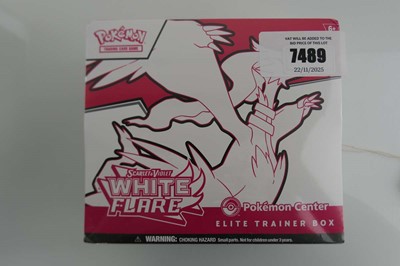 Pokémon
TRADING CARD GAME
6+
VAT WILL BE ADDED TO THE
BID PRICE OF THIS LOT
7489
22/11/2025
SCARLET & VIOLET
WHITE
FLARE
Pokémon Center
ELITE TRAINER BOX
WARNING: CHOKING HAZARD Small parts. Not for children under 3 years.